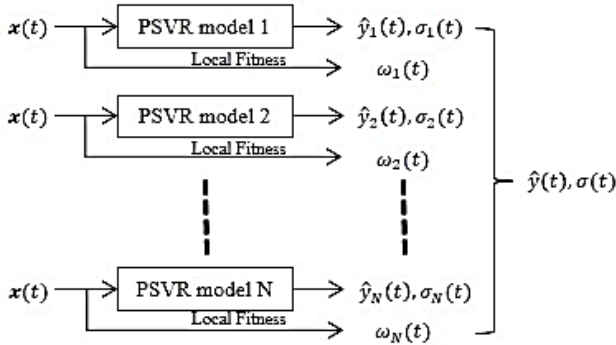 x(t) PSVR model 1 ŷ₁(t), σ₁(t)
Local Fitness ω₁(t)
x(t) PSVR model 2 ŷ₂(t), σ₂(t)
Local Fitness ω₂(t)
ŷ(t), σ(t)
x(t) PSVR model N ŷ_N(t), σ_N(t)
Local Fitness ω_N(t)